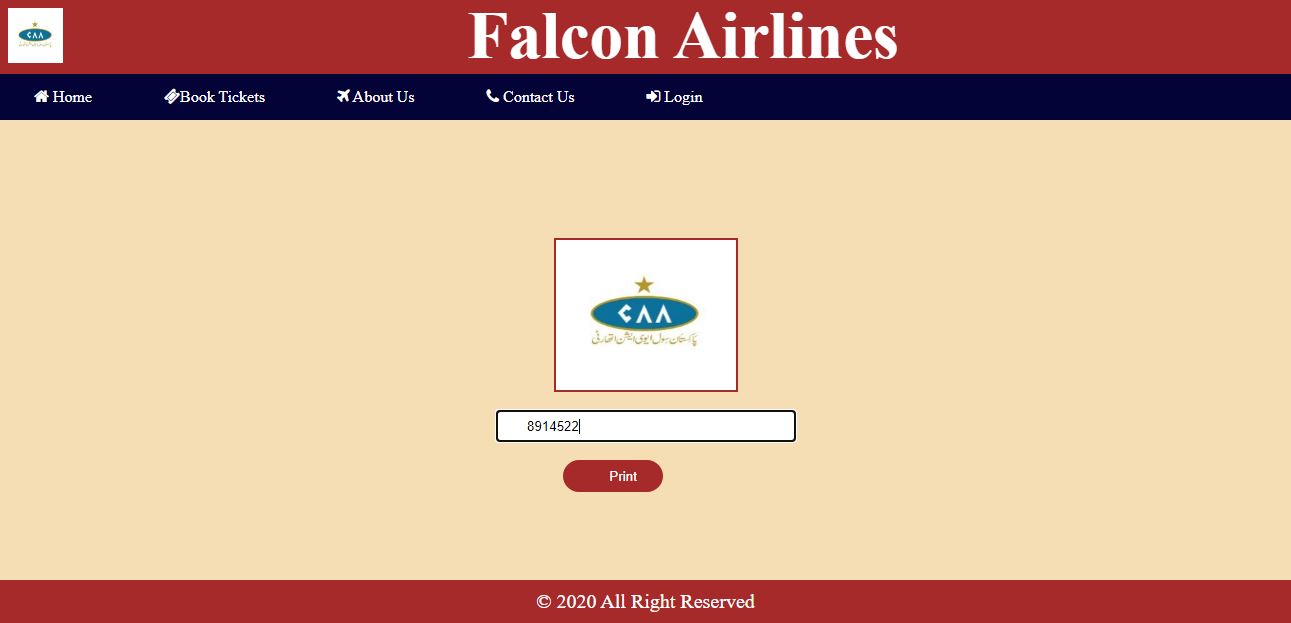 Falcon Airlines
Home Book Tickets About Us Contact Us Login
CAA
پاکستان سول ایوی ایشن اتھارٹی
8914522
Print
© 2020 All Right Reserved